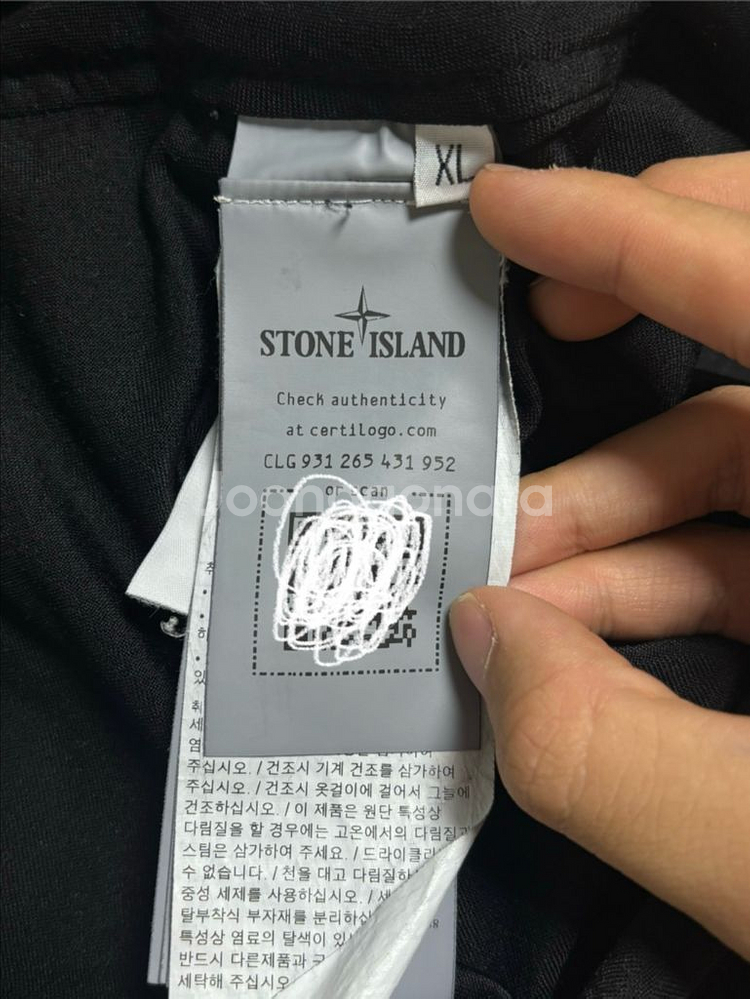 XL
STONE ISLAND
Check authenticity
at certilogo.com
CLG 931 265 431 952
or scan
주십시오. / 건조시 기계 건조를 삼가하여
주십시오. / 건조시 옷걸이에 걸어서 그늘에
건조하십시오. / 이 제품은 원단 특성상
다림질을 할 경우에는 고온에서의 다림질과
스팀은 삼가하여 주세요. / 드라이클리
수 없습니다. / 천을 대고 다림질하
중성 세제를 사용하십시오. / 세
탈부착식 부자재를 분리하십
특성상 염료의 탈색이 있
반드시 다른제품과 구
세탁해 주십시오